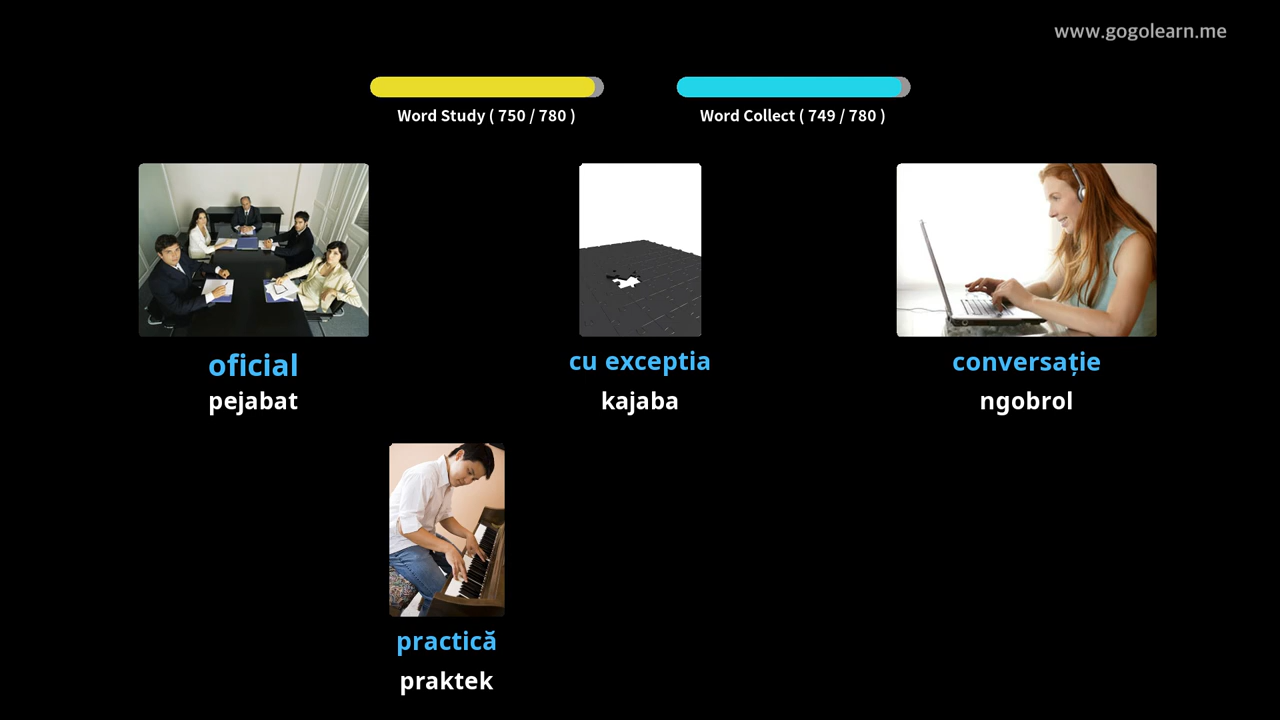 www.gogolearn.me
Word Study ( 750 / 780 )
Word Collect ( 749 / 780 )
oficial
pejabat
cu exceptia
kajaba
conversație
ngobrol
practică
praktek